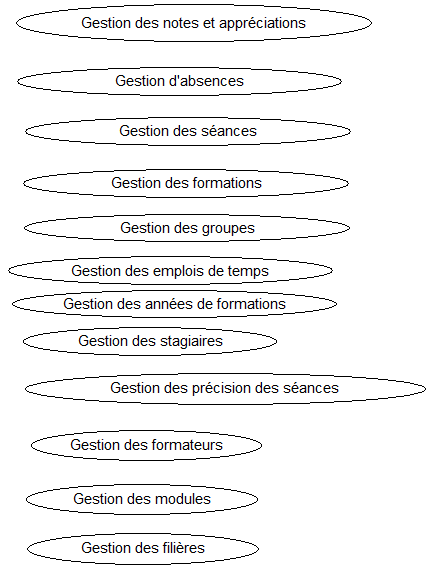 Gestion des notes et appréciations
Gestion d'absences
Gestion des séances
Gestion des formations
Gestion des groupes
Gestion des emplois de temps
Gestion des années de formations
Gestion des stagiaires
Gestion des précision des séances
Gestion des formateurs
Gestion des modules
Gestion des filières